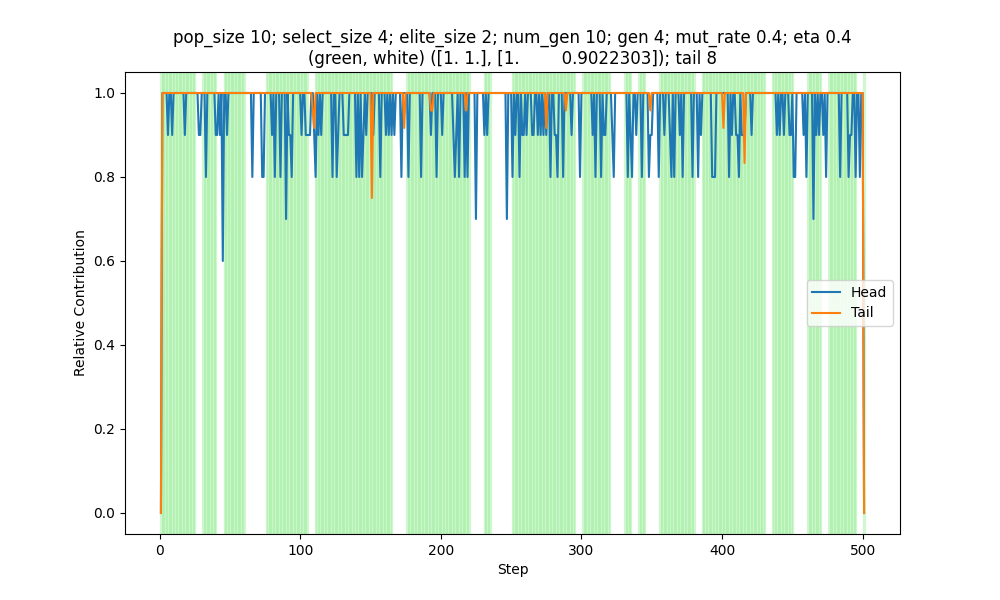 pop_size 10; select_size 4; elite_size 2; num_gen 10; gen 4; mut_rate 0.4; eta 0.4
(green, white) ([1. 1.], [1.        0.9022303]); tail 8
1.0
0.8
0.6
0.4
0.2
0.0
Relative Contribution
Head
Tail
0
100
200
300
400
500
Step